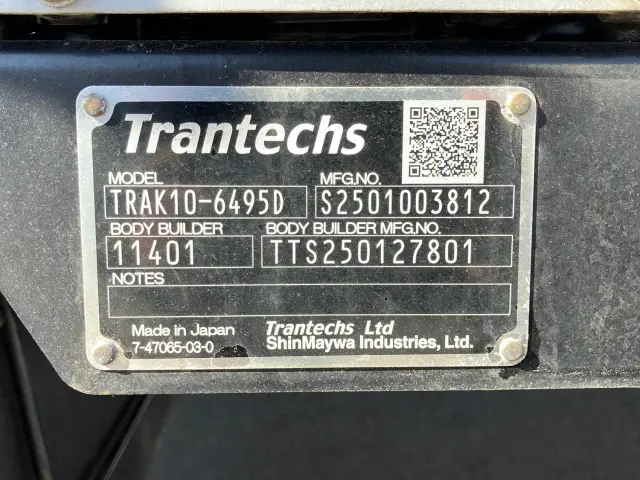 Trantechs
MODEL MFG.NO.
TRAK10-6495D S2501003812
BODY BUILDER BODY BUILDER MFG.NO.
11401 TTS250127801
NOTES
Made in Japan Trantechs Ltd
7-47065-03-0 ShinMaywa Industries, Ltd.